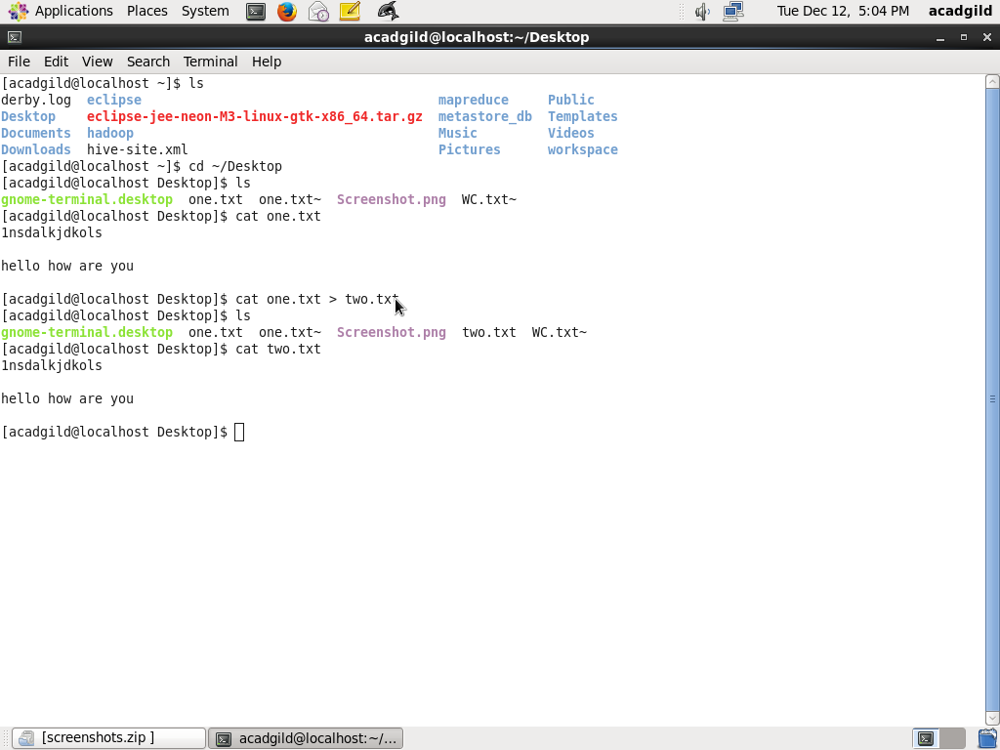 Applications Places System Tue Dec 12, 5:04 PM acadgild
acadgild@localhost:~/Desktop
File Edit View Search Terminal Help
[acadgild@localhost ~]$ ls
derby.log eclipse mapreduce Public
Desktop eclipse-jee-neon-M3-linux-gtk-x86_64.tar.gz metastore_db Templates
Documents hadoop Music Videos
Downloads hive-site.xml Pictures workspace
[acadgild@localhost ~]$ cd ~/Desktop
[acadgild@localhost Desktop]$ ls
gnome-terminal.desktop one.txt one.txt~ Screenshot.png WC.txt~
[acadgild@localhost Desktop]$ cat one.txt
1nsdalkjdkols
hello how are you
[acadgild@localhost Desktop]$ cat one.txt > two.txt
[acadgild@localhost Desktop]$ ls
gnome-terminal.desktop one.txt one.txt~ Screenshot.png two.txt WC.txt~
[acadgild@localhost Desktop]$ cat two.txt
1nsdalkjdkols
hello how are you
[acadgild@localhost Desktop]$
[screenshots.zip ] acadgild@localhost:~/...